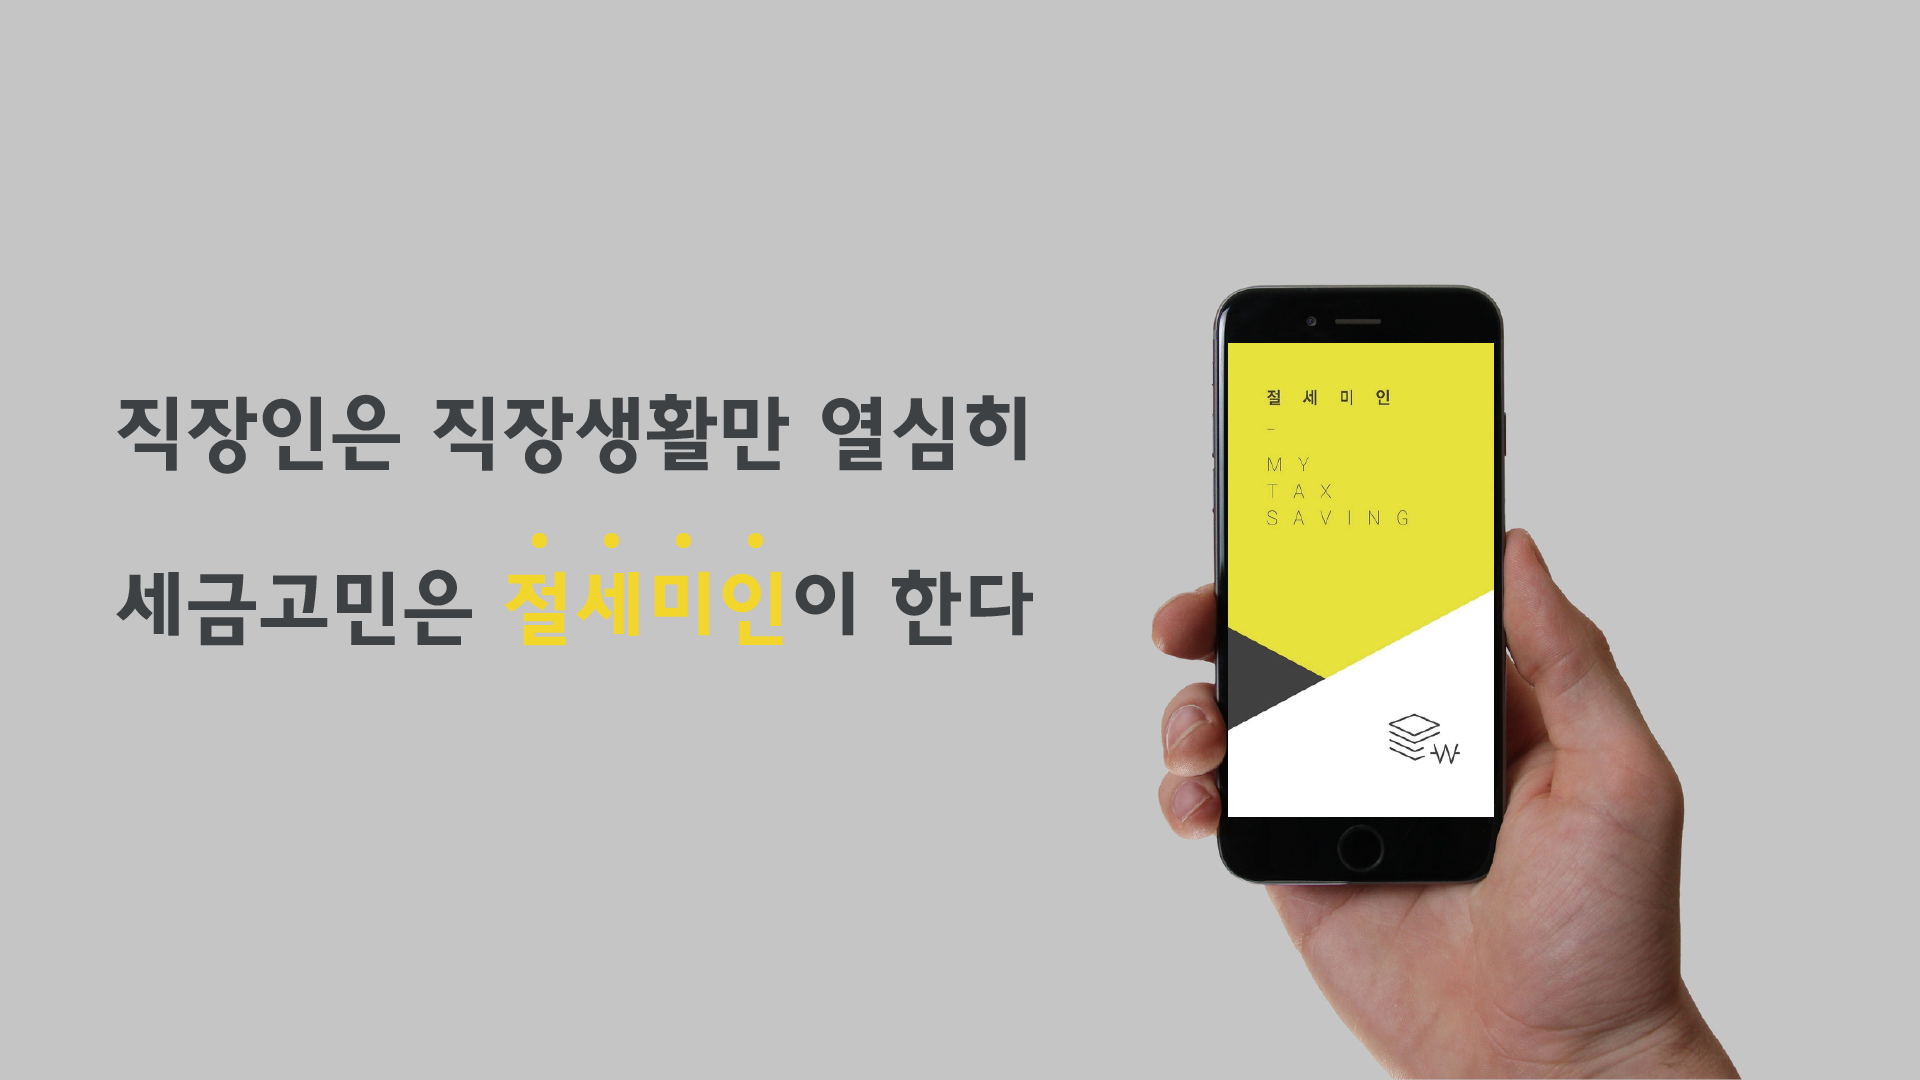 직장인은 직장생활만 열심히
세금고민은 절세미인이 한다
절 세 미 인
-
M Y
T A X
S A V I N G
₩